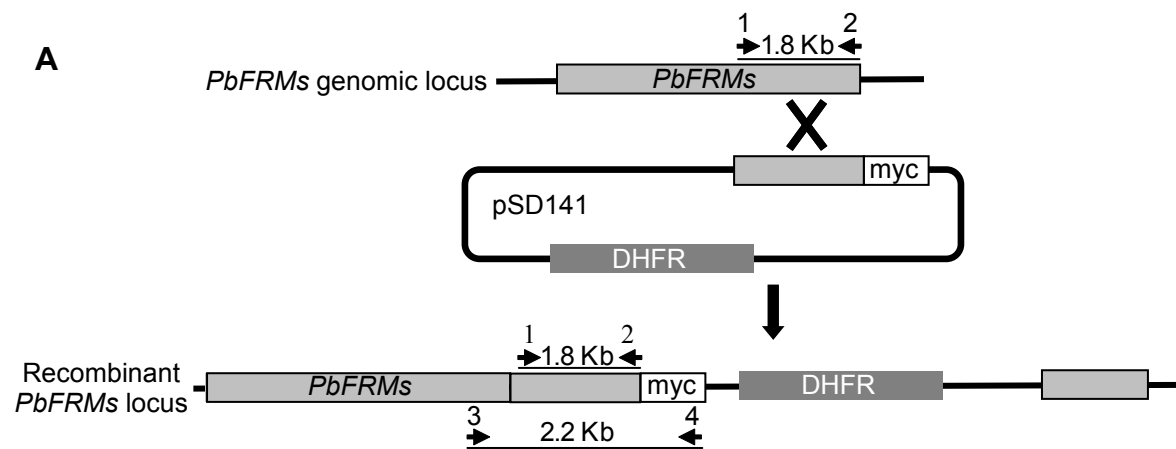 A
1 2
1.8 Kb
PbFRMs genomic locus
PbFRMs
myc
pSD141
DHFR
1 2
1.8 Kb
Recombinant
PbFRMs locus
PbFRMs
myc
DHFR
3 4
2.2 Kb